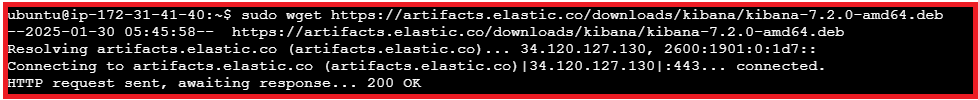 ubuntu@ip-172-31-41-40:~$ sudo wget https://artifacts.elastic.co/downloads/kibana/kibana-7.2.0-amd64.deb
--2025-01-30 05:45:58--  https://artifacts.elastic.co/downloads/kibana/kibana-7.2.0-amd64.deb
Resolving artifacts.elastic.co (artifacts.elastic.co)... 34.120.127.130, 2600:1901:0:1d7::
Connecting to artifacts.elastic.co (artifacts.elastic.co)|34.120.127.130|:443... connected.
HTTP request sent, awaiting response... 200 OK